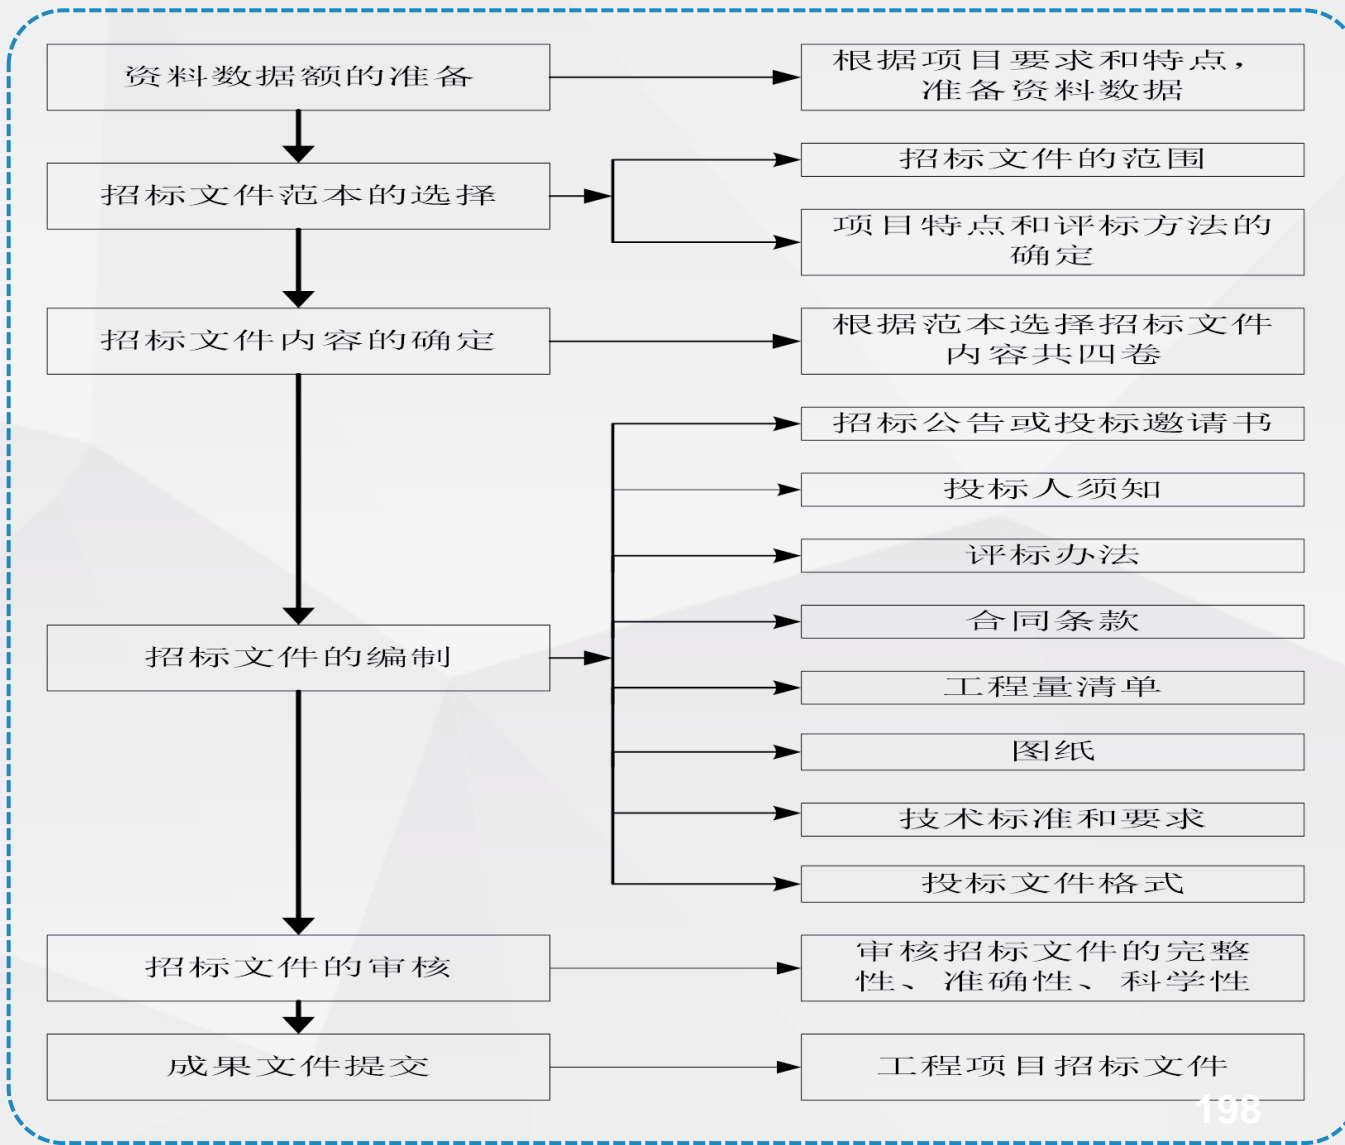 资料数据额的准备
根据项目要求和特点，
准备资料数据
招标文件范本的选择
招标文件的范围
项目特点和评标方法的
确定
招标文件内容的确定
根据范本选择招标文件
内容共四卷
招标文件的编制
招标公告或投标邀请书
投标人须知
评标办法
合同条款
工程量清单
图纸
技术标准和要求
投标文件格式
招标文件的审核
审核招标文件的完整
性、准确性、科学性
成果文件提交
工程项目招标文件
198